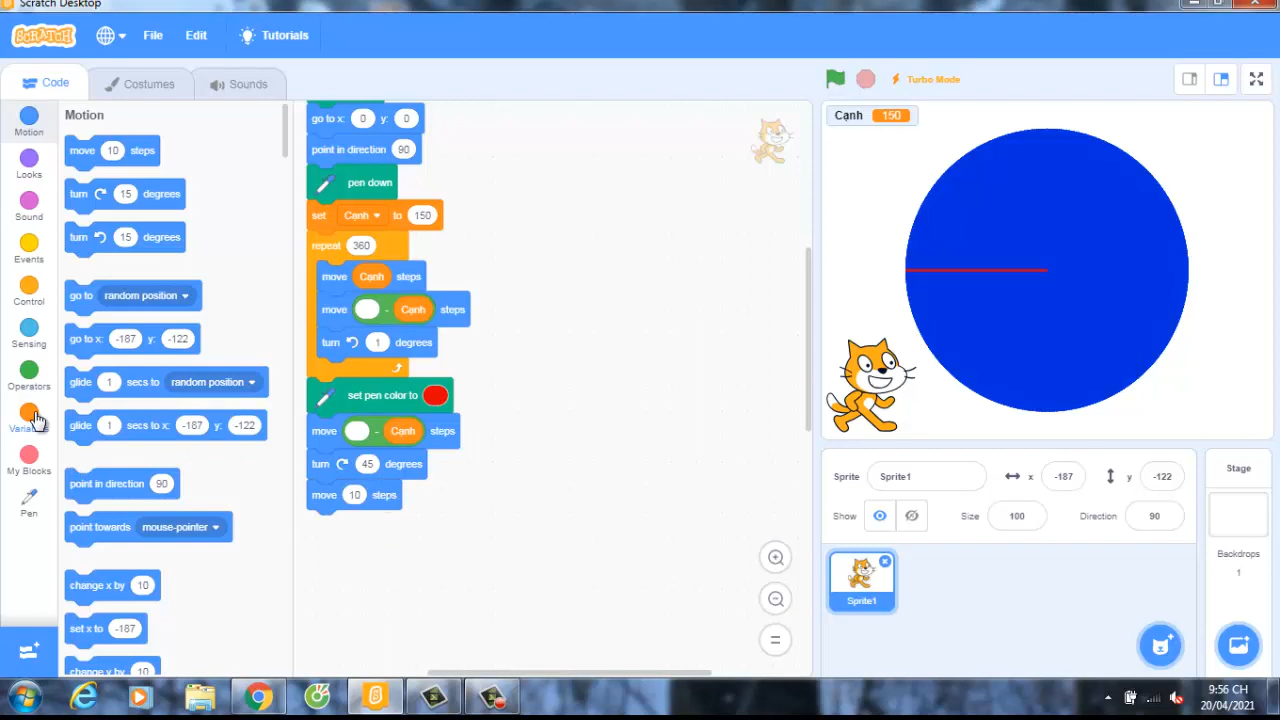 Scratch Desktop
SCRATCH
File
Edit
Tutorials
Code
Costumes
Sounds
Turbo Mode
Motion
Looks
Sound
Events
Control
Sensing
Operators
My Blocks
Pen
Motion
move 10 steps
turn 15 degrees
turn 15 degrees
go to random position
go to x: -187 y: -122
glide 1 secs to random position
glide 1 secs to x: -187 y: -122
point in direction 90
point towards mouse-pointer
change x by 10
set x to -187
change y by 10
go to x: 0 y: 0
point in direction 90
pen down
set Cạnh to 150
repeat 360
move Cạnh steps
move - Cạnh steps
turn 1 degrees
set pen color to
move - Cạnh steps
turn 45 degrees
move 10 steps
Cạnh 150
Sprite
Sprite1
x -187
y -122
Show
Size 100
Direction 90
Sprite1
Stage
Backdrops
1
9:56 CH
20/04/2021